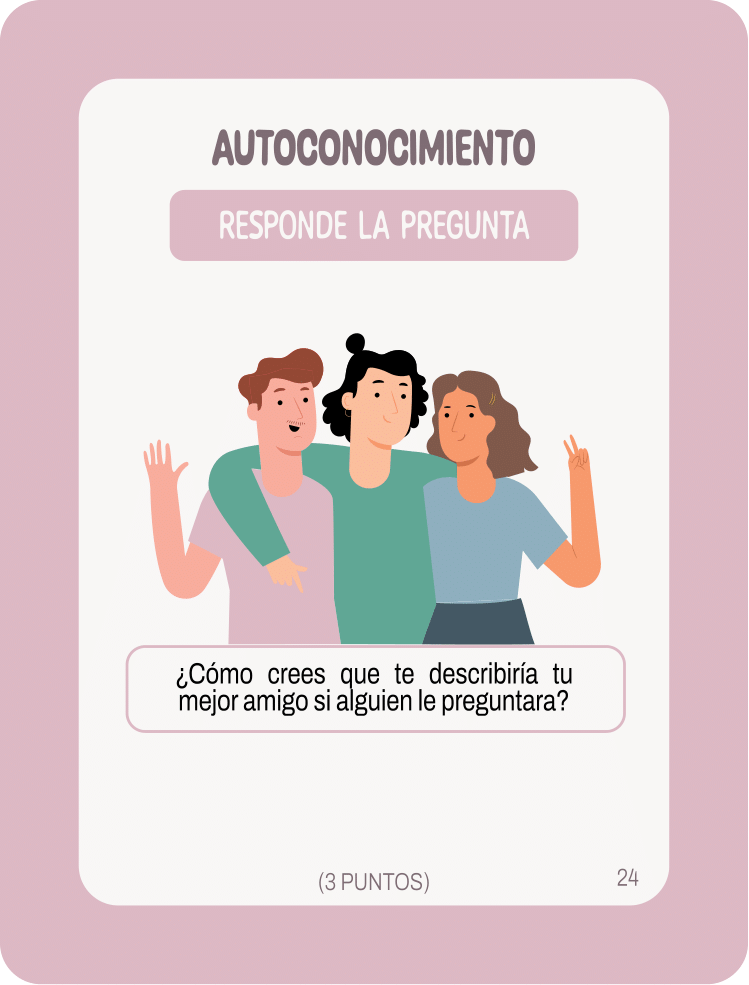 AUTOCONOCIMIENTO
RESPONDE LA PREGUNTA
¿Cómo crees que te describiría tu
mejor amigo si alguien le preguntara?
(3 PUNTOS)
24